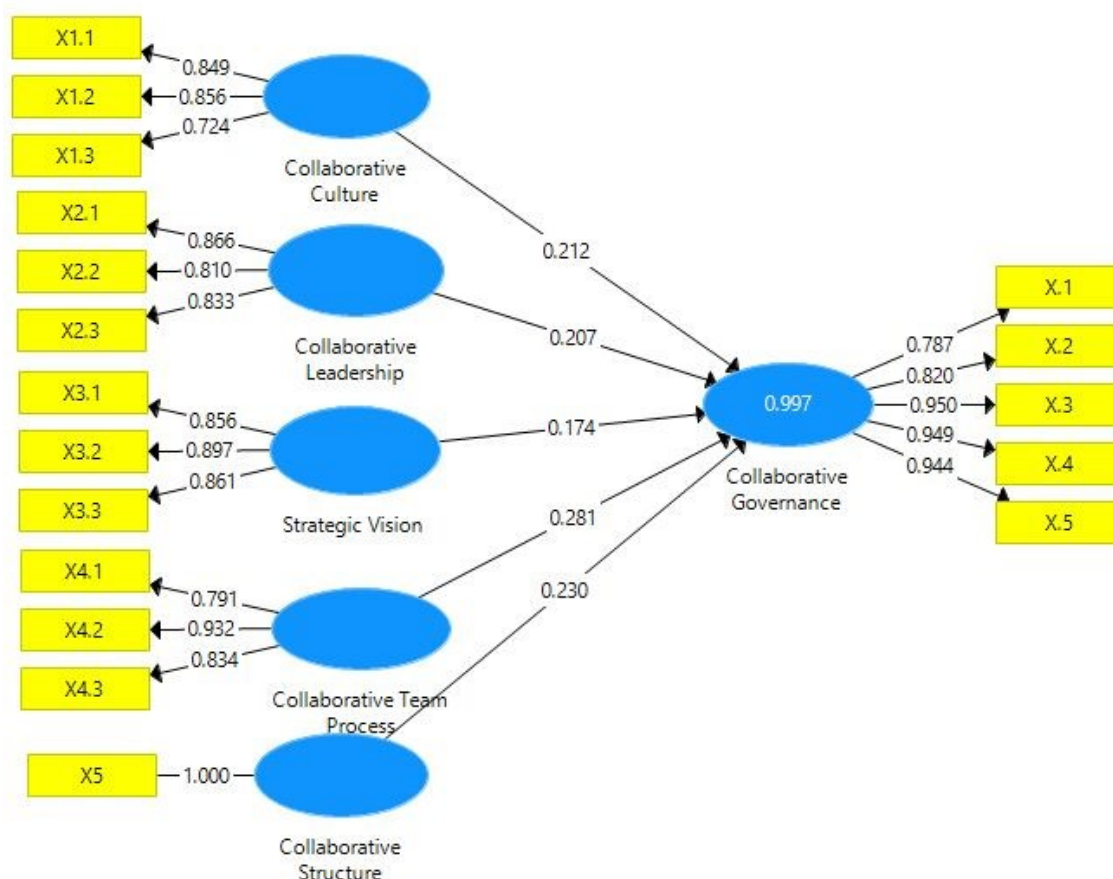 X1.1
0.849
X1.2
0.856
X1.3
0.724
Collaborative
Culture
X2.1
0.866
X2.2
0.810
X2.3
0.833
Collaborative
Leadership
X3.1
0.856
X3.2
0.897
X3.3
0.861
Strategic Vision
X4.1
0.791
X4.2
0.932
X4.3
0.834
Collaborative Team
Process
X5
1.000
Collaborative
Structure
0.212
0.207
0.174
0.281
0.230
0.997
Collaborative
Governance
0.787
X.1
0.820
X.2
0.950
X.3
0.949
X.4
0.944
X.5